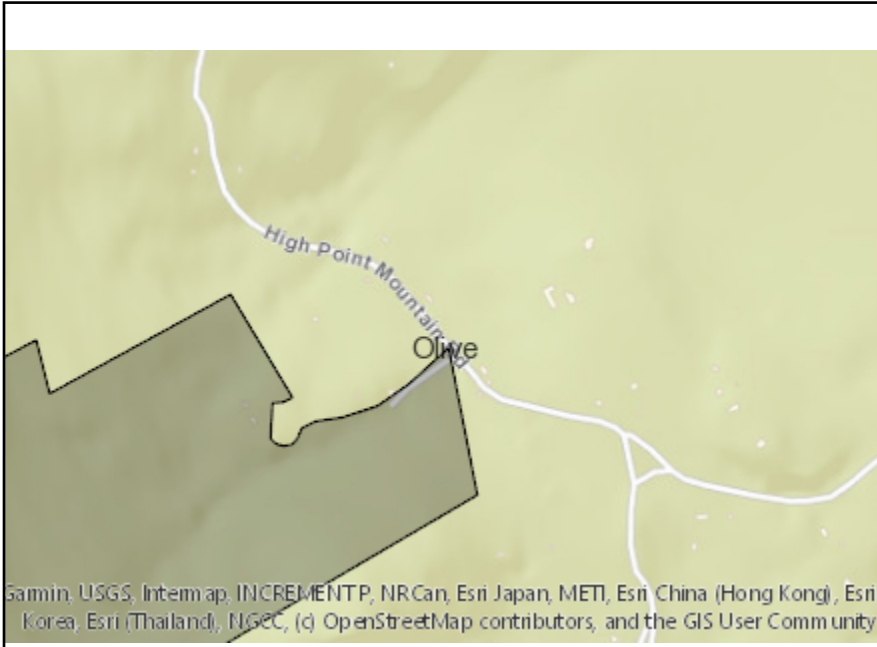 High Point Mountain Rd
Olive
Garmin, USGS, Intermap, INCREMENT P, NRCan, Esri Japan, METI, Esri China (Hong Kong), Esri
Korea, Esri (Thailand), NGCC, (c) OpenStreetMap contributors, and the GIS User Community